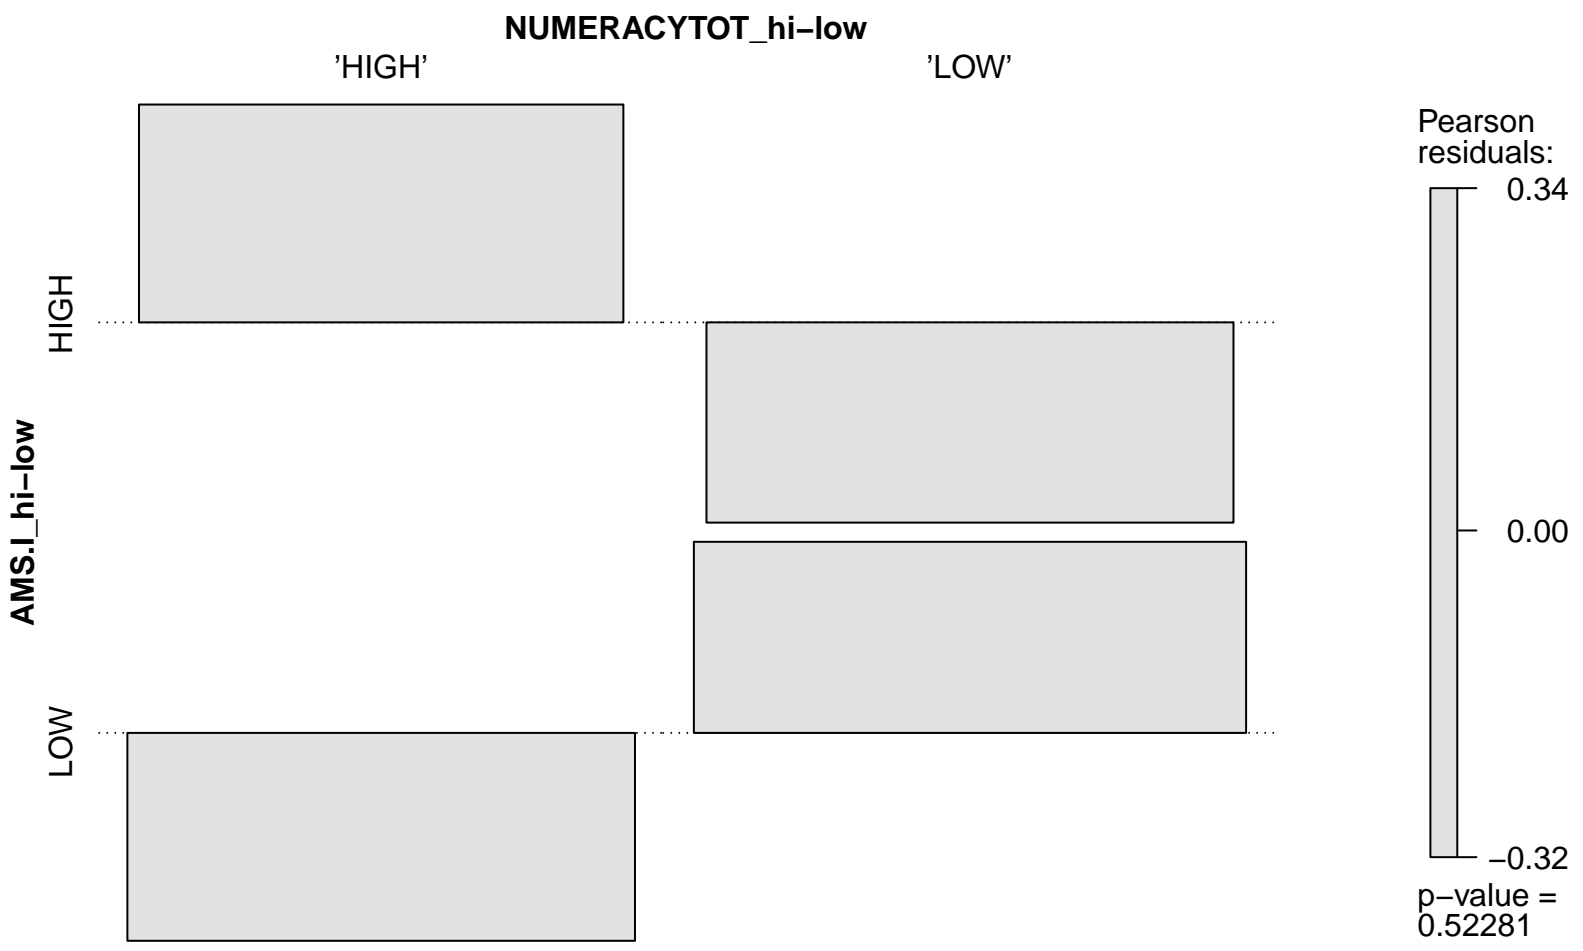 NUMERACYTOT_hi−low
’HIGH’
’LOW’
AMS.I_hi−low
HIGH
LOW
Pearson
residuals:
0.34
0.00
−0.32
p−value =
0.52281